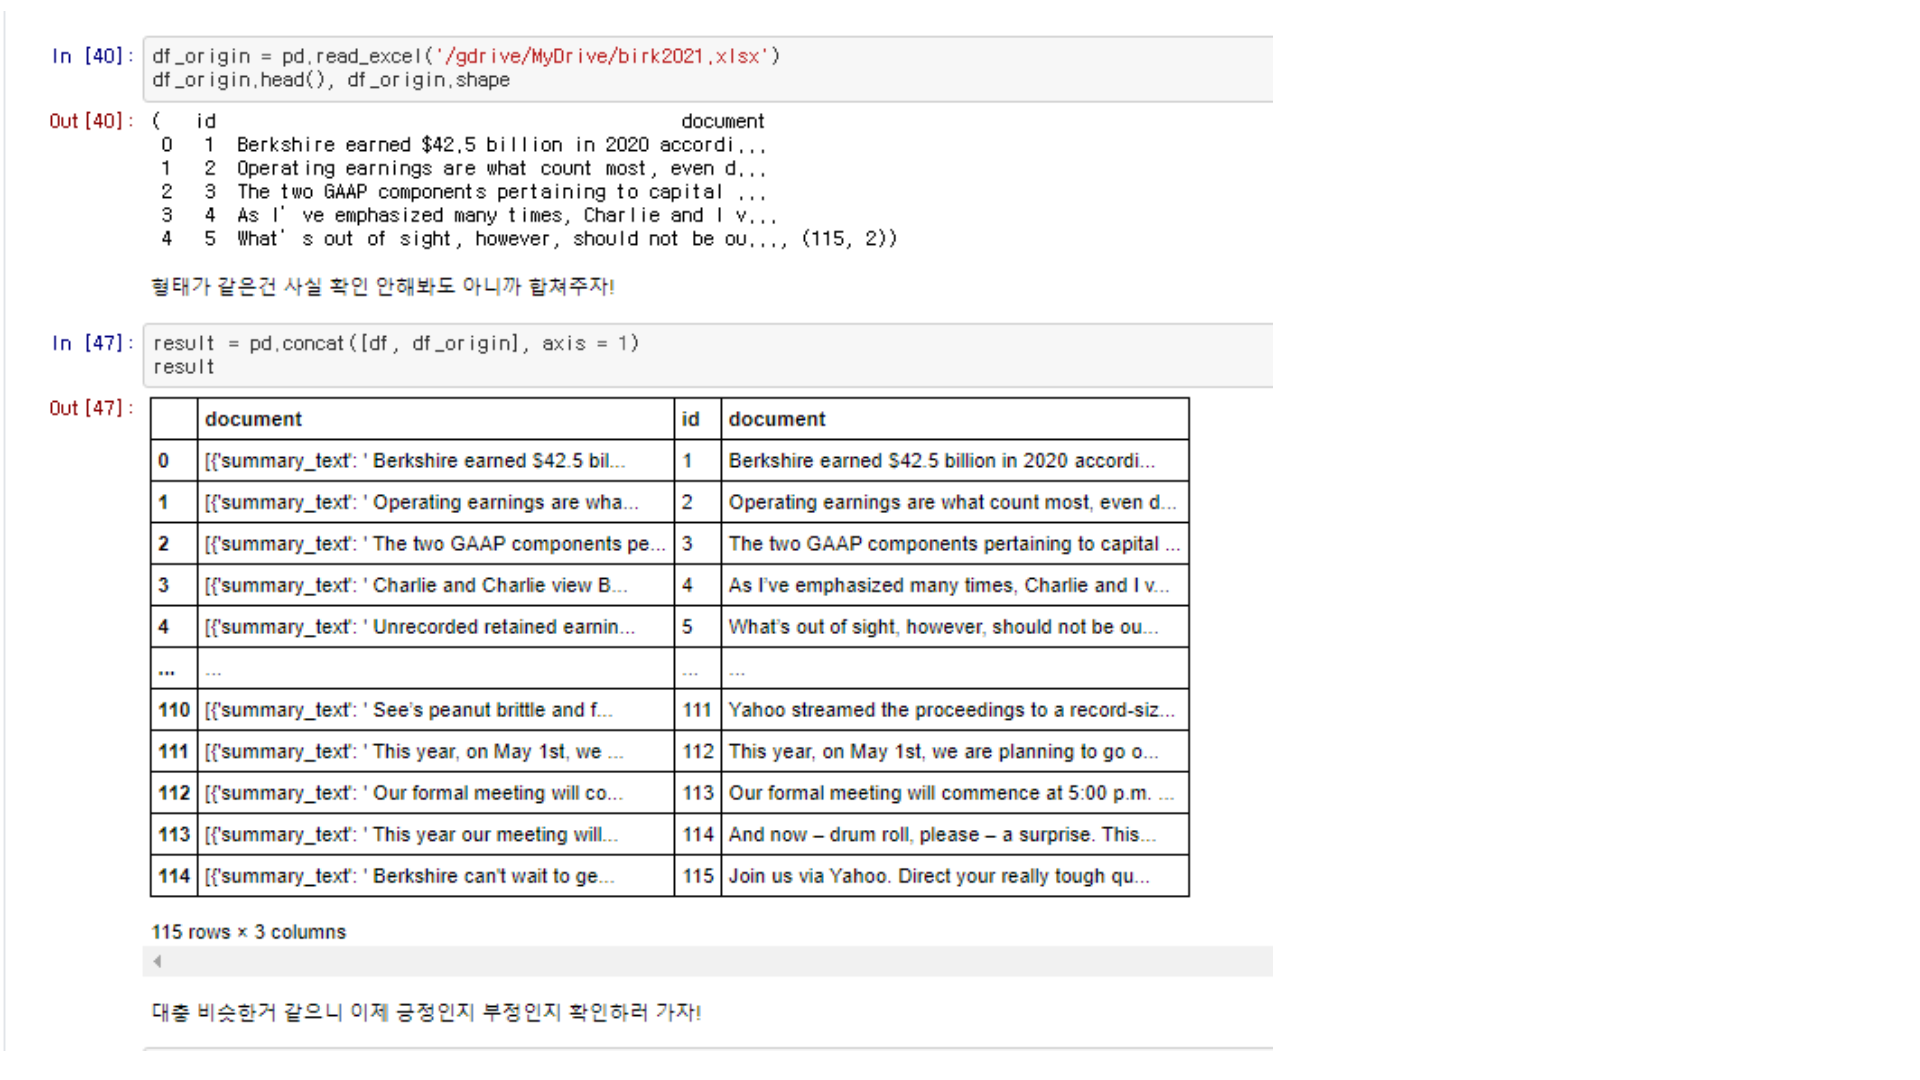 In [40]: df_origin = pd.read_excel('/gdrive/MyDrive/birk2021.xlsx')
df_origin.head(), df_origin.shape
Out [40]: (   id                                           document
0   1  Berkshire earned $42.5 billion in 2020 accordi...
1   2  Operating earnings are what count most, even d...
2   3  The two GAAP components pertaining to capital ...
3   4  As I’ve emphasized many times, Charlie and I v...
4   5  What’s out of sight, however, should not be ou..., (115, 2))
형태가 같은건 사실 확인 안해봐도 아니까 합쳐주자!
In [47]: result = pd.concat([df, df_origin], axis = 1)
result
Out [47]:
document id document
0 [{'summary_text': ' Berkshire earned $42.5 bil... 1 Berkshire earned $42.5 billion in 2020 accordi...
1 [{'summary_text': ' Operating earnings are wha... 2 Operating earnings are what count most, even d...
2 [{'summary_text': ' The two GAAP components pe... 3 The two GAAP components pertaining to capital ...
3 [{'summary_text': ' Charlie and Charlie view B... 4 As I’ve emphasized many times, Charlie and I v...
4 [{'summary_text': ' Unrecorded retained earnin... 5 What’s out of sight, however, should not be ou...
... ... ... ...
110 [{'summary_text': ' See’s peanut brittle and f... 111 Yahoo streamed the proceedings to a record-siz...
111 [{'summary_text': ' This year, on May 1st, we ... 112 This year, on May 1st, we are planning to go o...
112 [{'summary_text': ' Our formal meeting will co... 113 Our formal meeting will commence at 5:00 p.m. ...
113 [{'summary_text': ' This year our meeting will... 114 And now – drum roll, please – a surprise. This...
114 [{'summary_text': ' Berkshire can't wait to ge... 115 Join us via Yahoo. Direct your really tough qu...
115 rows × 3 columns
대충 비슷한거 같으니 이제 긍정인지 부정인지 확인하러 가자!